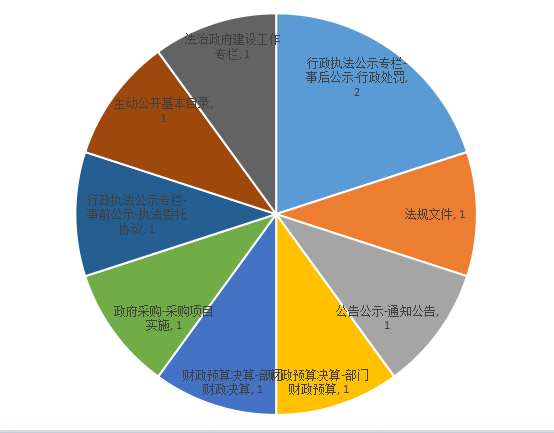 法治政府建设工作
专栏, 1
行政执法公示专栏-
事后公示-行政处罚,
2
主动公开基本目录,
1
行政执法公示专栏-
事前公示-执法委托
协议, 1
法规文件, 1
政府采购-采购项目
实施, 1
公告公示-通知公告,
1
财政预算决算-部门
财政决算, 1
财政预算决算-部门
财政预算, 1